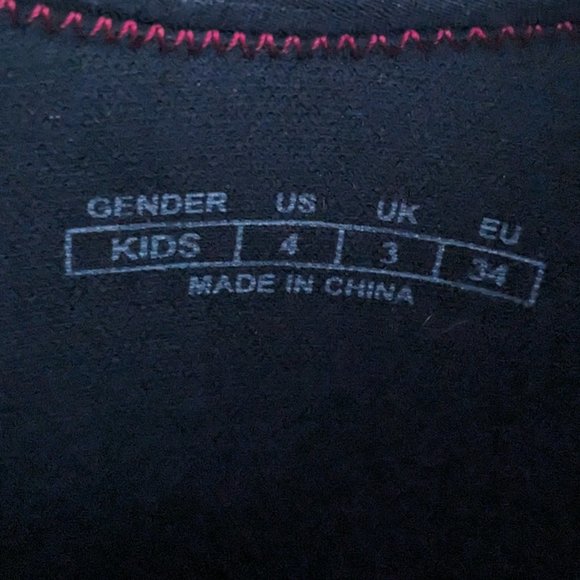 GENDER US UK EU
KIDS 4 3 34
MADE IN CHINA